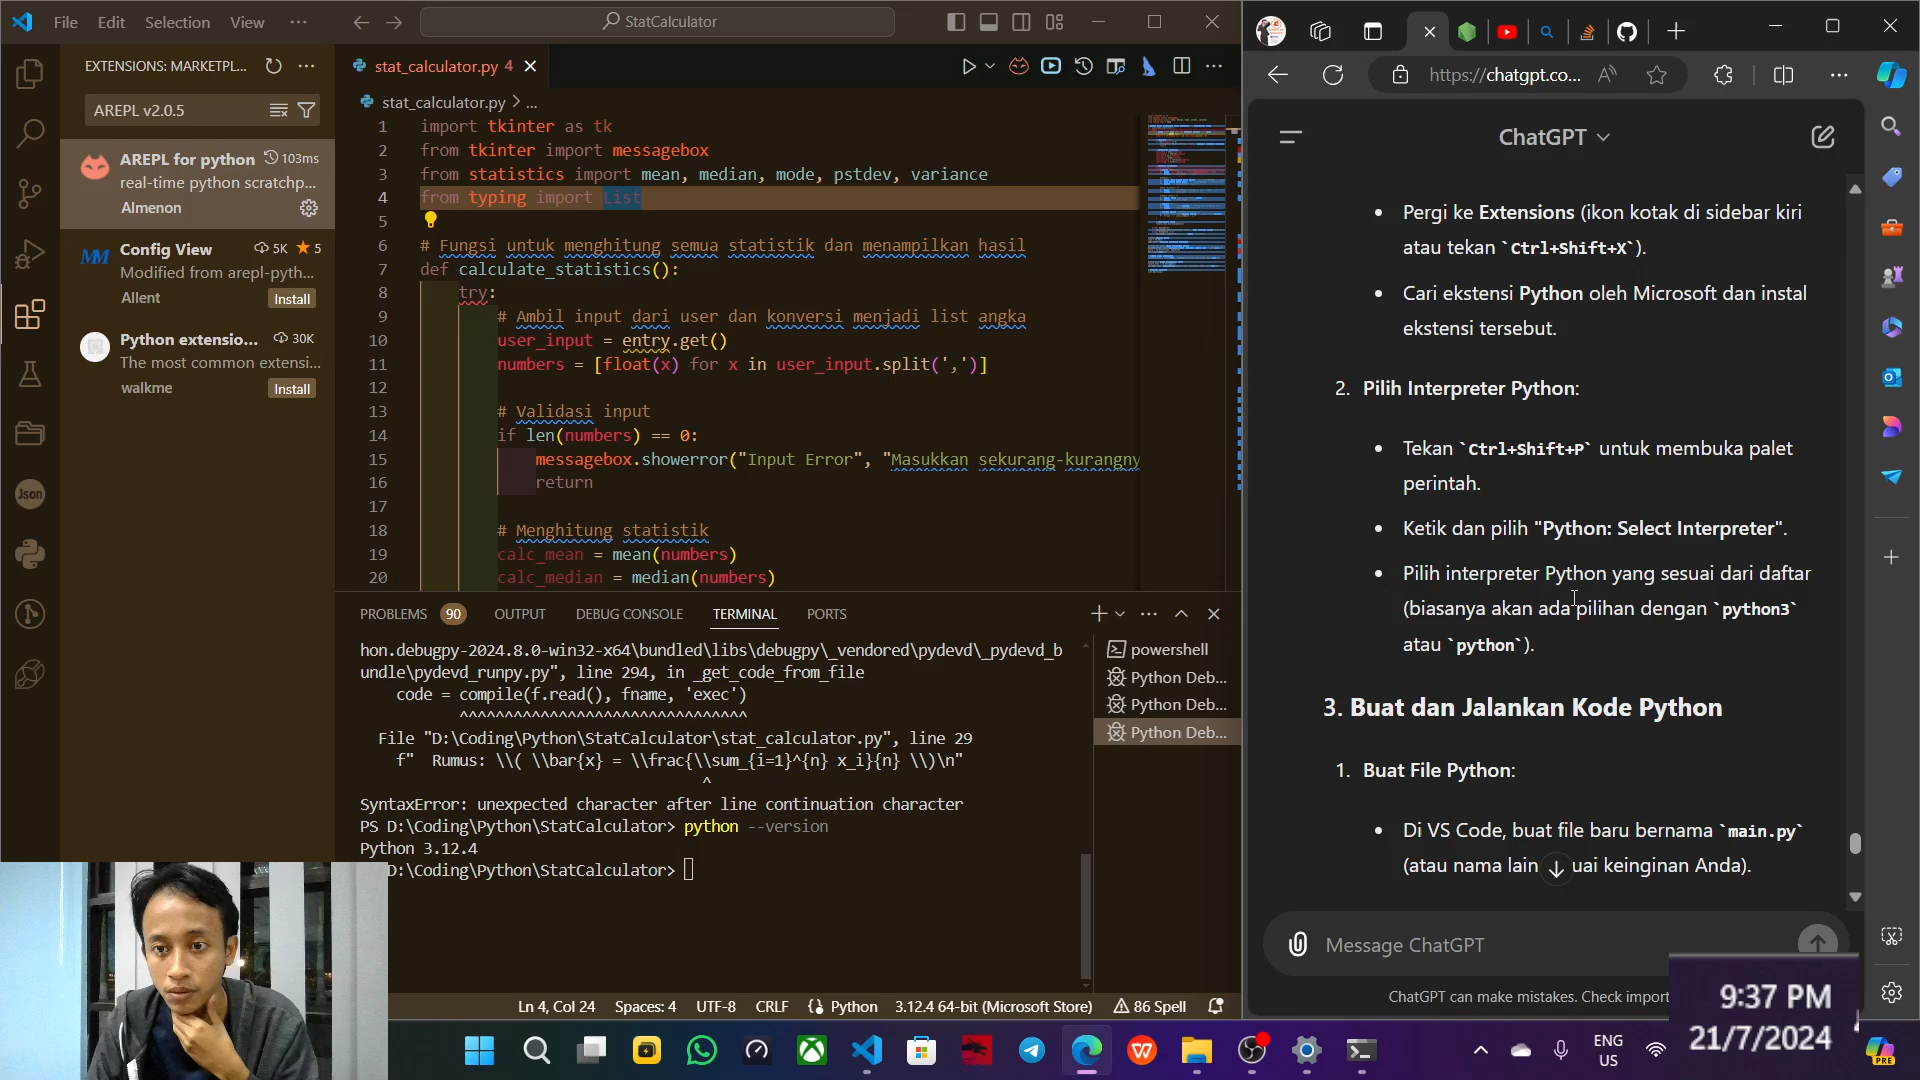 File Edit Selection View ···
StatCalculator
EXTENSIONS: MARKETPL... ···
AREPL v2.0.5
AREPL for python 103ms
real-time python scratchp...
Almenon
Config View 5K 5
Modified from arepl-pyth...
Allent Install
Python extensio... 30K
The most common extensi...
walkme Install
Json
stat_calculator.py 4
stat_calculator.py > ...
1 import tkinter as tk
2 from tkinter import messagebox
3 from statistics import mean, median, mode, pstdev, variance
4 from typing import List
5
6 # Fungsi untuk menghitung semua statistik dan menampilkan hasil
7 def calculate_statistics():
8 try:
9 # Ambil input dari user dan konversi menjadi list angka
10 user_input = entry.get()
11 numbers = [float(x) for x in user_input.split(',')]
12
13 # Validasi input
14 if len(numbers) == 0:
15 messagebox.showerror("Input Error", "Masukkan sekurang-kurangny
16 return
17
18 # Menghitung statistik
19 calc_mean = mean(numbers)
20 calc_median = median(numbers)
PROBLEMS 90 OUTPUT DEBUG CONSOLE TERMINAL PORTS
hon.debugpy-2024.8.0-win32-x64\bundled\libs\debugpy\_vendored\pydevd\_pydevd_b
undle\pydevd_runpy.py", line 294, in _get_code_from_file
code = compile(f.read(), fname, 'exec')
^^^^^^^^^^^^^^^^^^^^^^^^^^^^^^
File "D:\Coding\Python\StatCalculator\stat_calculator.py", line 29
f"  Rumus: \\( \\bar{x} = \\frac{\\sum_{i=1}^{n} x_i}{n} \\)\n"
^
SyntaxError: unexpected character after line continuation character
PS D:\Coding\Python\StatCalculator> python --version
Python 3.12.4
D:\Coding\Python\StatCalculator>
powershell
Python Deb...
Python Deb...
Python Deb...
Ln 4, Col 24 Spaces: 4 UTF-8 CRLF Python 3.12.4 64-bit (Microsoft Store) 86 Spell
https://chatgpt.co...
ChatGPT
• Pergi ke Extensions (ikon kotak di sidebar kiri
atau tekan `Ctrl+Shift+X`).
• Cari ekstensi Python oleh Microsoft dan instal
ekstensi tersebut.
2. Pilih Interpreter Python:
• Tekan `Ctrl+Shift+P` untuk membuka palet
perintah.
• Ketik dan pilih "Python: Select Interpreter".
• Pilih interpreter Python yang sesuai dari daftar
(biasanya akan ada pilihan dengan `python3`
atau `python`).
3. Buat dan Jalankan Kode Python
1. Buat File Python:
• Di VS Code, buat file baru bernama `main.py`
(atau nama lain uai keinginan Anda).
Message ChatGPT
ChatGPT can make mistakes. Check import
9:37 PM
21/7/2024
ENG
US
PRE